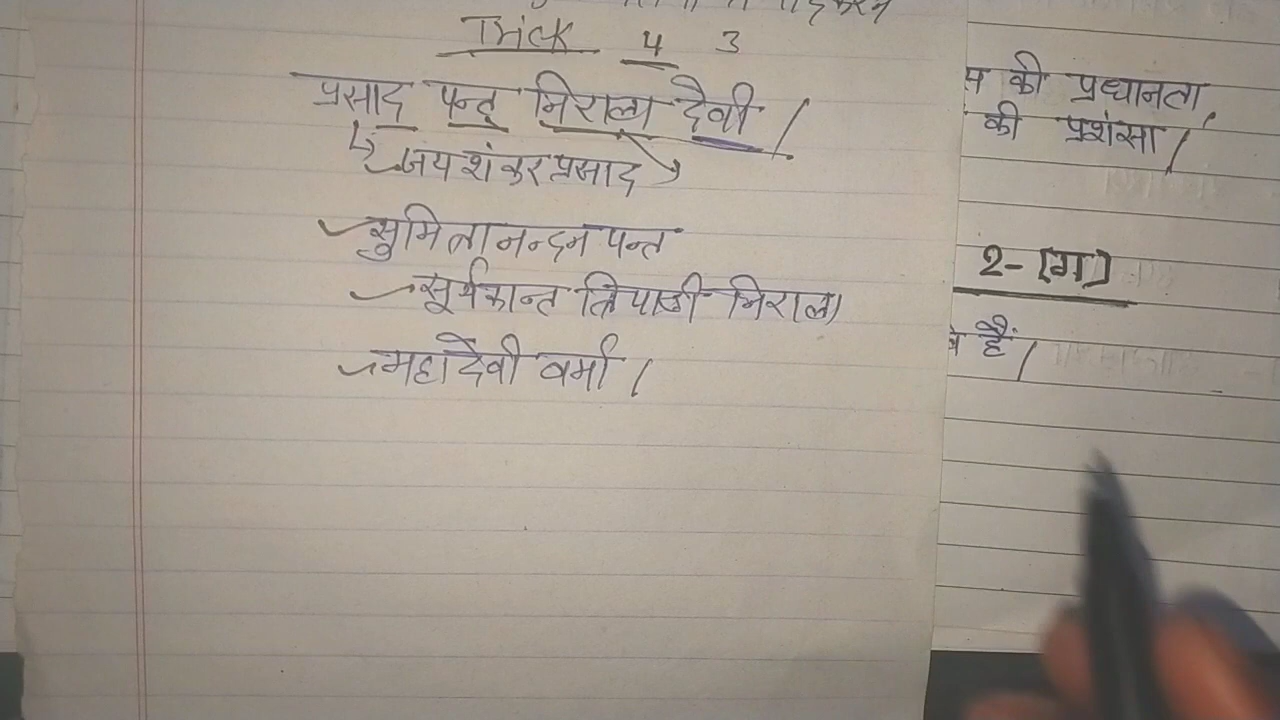 Trick 4 3
प्रसाद पन्त निराला देवी /
जयशंकर प्रसाद
सुमित्रानन्दन पन्त
सूर्यकान्त त्रिपाठी निराला
महादेवी वर्मा /
की प्रधानता,
की प्रशंसा /
2-(ग)
हैं /